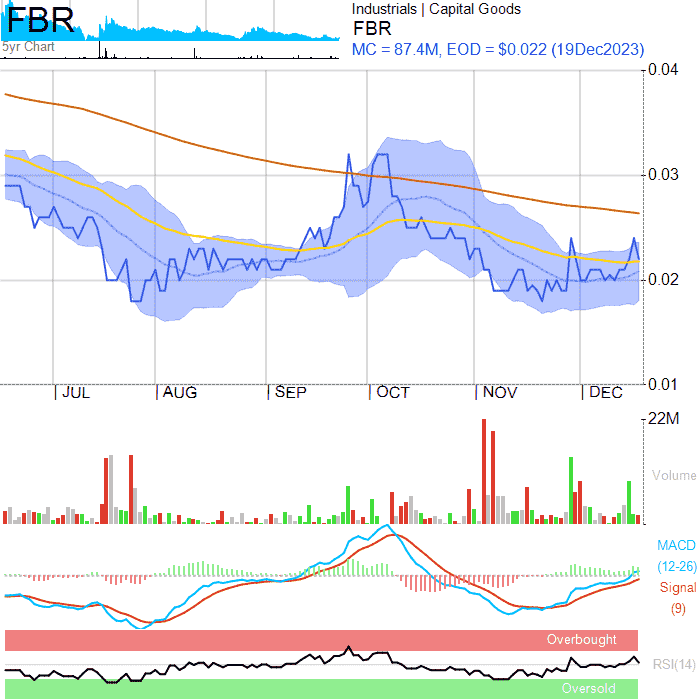 FBR
5yr Chart
Industrials | Capital Goods
FBR
MC = 87.4M, EOD = $0.022 (19Dec2023)
0.04
0.03
0.02
0.01
| JUL | AUG | SEP | OCT | NOV | DEC
22M
Volume
MACD
(12-26)
Signal
(9)
Overbought
RSI(14)
Oversold